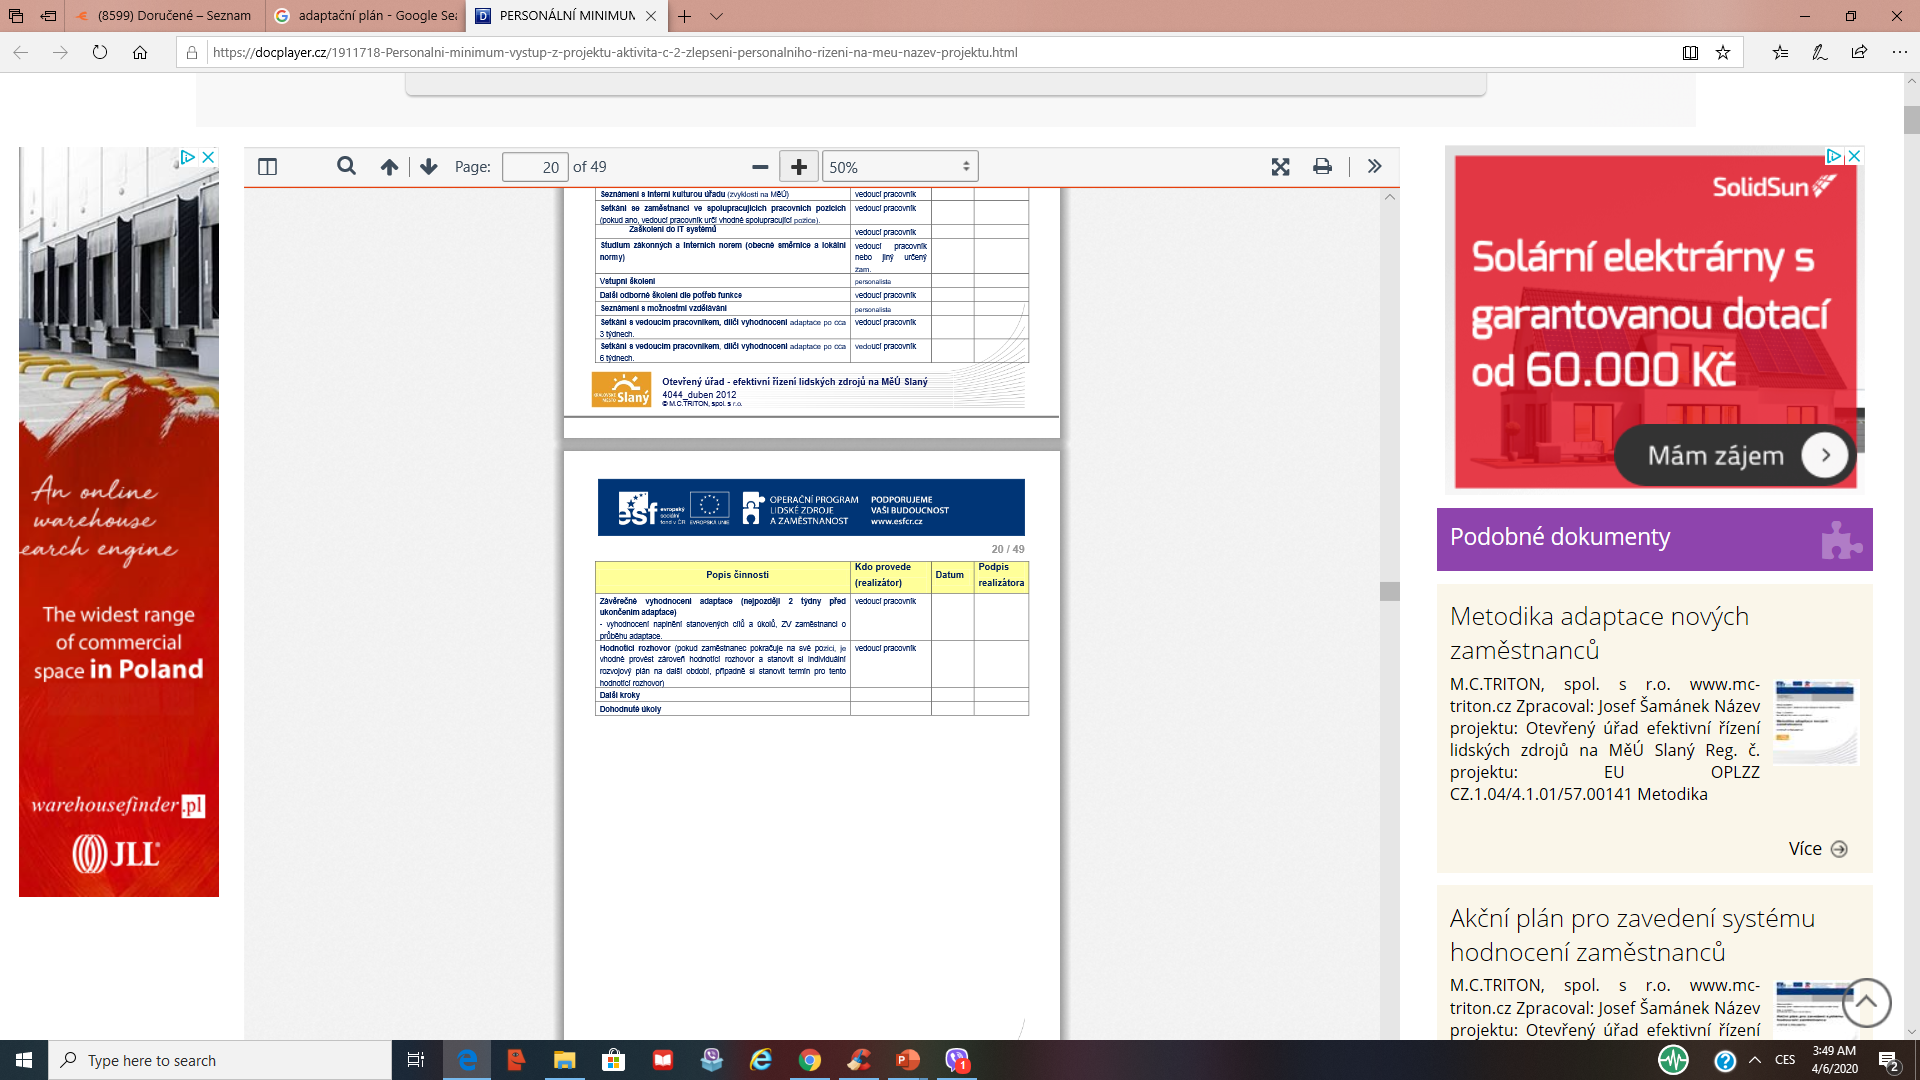 (8599) Doručené – Seznam
adaptační plán - Google Sea
PERSONÁLNÍ MINIMUM
https://docplayer.cz/1911718-Personalni-minimum-vystup-z-projektu-aktivita-c-2-zlepseni-personalniho-rizeni-na-meu-nazev-projektu.html
Page: 20 of 49
50%
Seznámení s interní kulturou úřadu (zvyklosti na MěÚ) vedoucí pracovník
Setkání se zaměstnanci ve spolupracujících pracovních pozicích vedoucí pracovník
(pokud ano, vedoucí pracovník určí vhodné spolupracující pozice).
Zaškolení do IT systémů vedoucí pracovník
Studium zákonných a interních norem (obecné směrnice a lokální vedoucí pracovník
normy) nebo jiný určený
zam.
Vstupní školení personalista
Další odborné školení dle potřeb funkce vedoucí pracovník
Seznámení s možnostmi vzdělávání personalista
Setkání s vedoucím pracovníkem, dílčí vyhodnocení adaptace po cca vedoucí pracovník
3 týdnech.
Setkání s vedoucím pracovníkem, dílčí vyhodnocení adaptace po cca vedoucí pracovník
6 týdnech.
Slaný
Otevřený úřad - efektivní řízení lidských zdrojů na MěÚ Slaný
4044_duben 2012
© M.C.TRITON, spol. s r.o.
esf evropský sociální fond v ČR EVROPSKÁ UNIE
OPERAČNÍ PROGRAM
LIDSKÉ ZDROJE
A ZAMĚSTNANOST
PODPORUJEME
VAŠI BUDOUCNOST
www.esfcr.cz
20 / 49
Popis činnosti Kdo provede (realizátor) Datum Podpis realizátora
Závěrečné vyhodnocení adaptace (nejpozději 2 týdny před vedoucí pracovník
ukončením adaptace)
- vyhodnocení naplnění stanovených cílů a úkolů, ZV zaměstnanci o
průběhu adaptace.
Hodnotící rozhovor (pokud zaměstnanec pokračuje na své pozici, je vedoucí pracovník
vhodné provést zároveň hodnotící rozhovor a stanovit si individuální
rozvojový plán na další období, případně si stanovit termín pro tento
hodnotící rozhovor)
Další kroky
Dohodnuté úkoly
An online
warehouse
earch engine
The widest range
of commercial
space in Poland
warehousefinder.pl
JLL
SolidSun
Solární elektrárny s
garantovanou dotací
od 60.000 Kč
Mám zájem
Podobné dokumenty
Metodika adaptace nových
zaměstnanců
M.C.TRITON, spol. s r.o. www.mc-
triton.cz Zpracoval: Josef Šamánek Název
projektu: Otevřený úřad efektivní řízení
lidských zdrojů na MěÚ Slaný Reg. č.
projektu: EU OPLZZ
CZ.1.04/4.1.01/57.00141 Metodika
Více
Akční plán pro zavedení systému
hodnocení zaměstnanců
M.C.TRITON, spol. s r.o. www.mc-
triton.cz Zpracoval: Josef Šamánek Název
projektu: Otevřený úřad efektivní řízení
Type here to search
CES
3:49 AM
4/6/2020
2
1